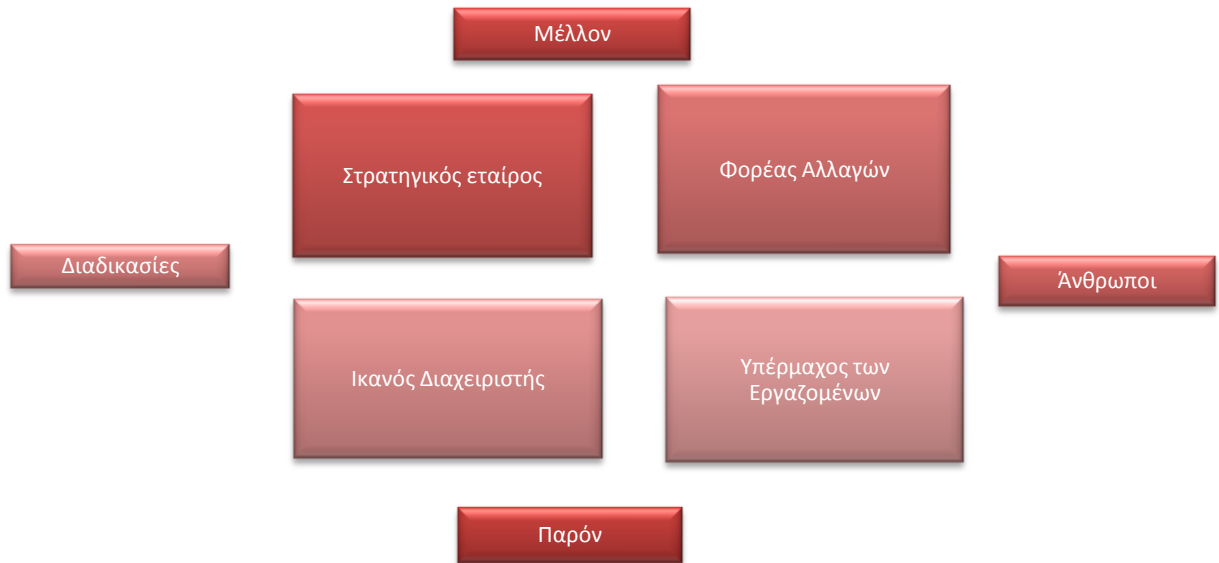 Μέλλον
Στρατηγικός εταίρος
Φορέας Αλλαγών
Διαδικασίες
Άνθρωποι
Ικανός Διαχειριστής
Υπέρμαχος των
Εργαζομένων
Παρόν